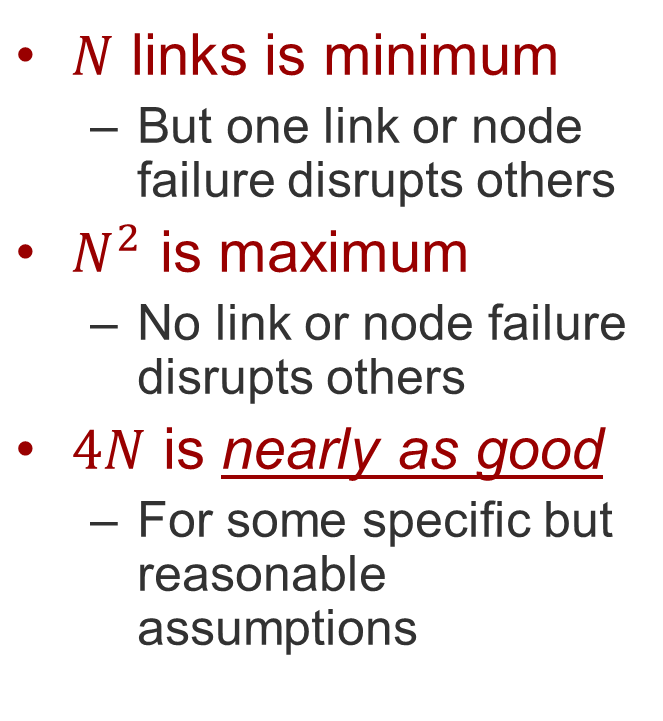 • N links is minimum
– But one link or node
failure disrupts others
• N² is maximum
– No link or node failure
disrupts others
• 4N is nearly as good
– For some specific but
reasonable
assumptions